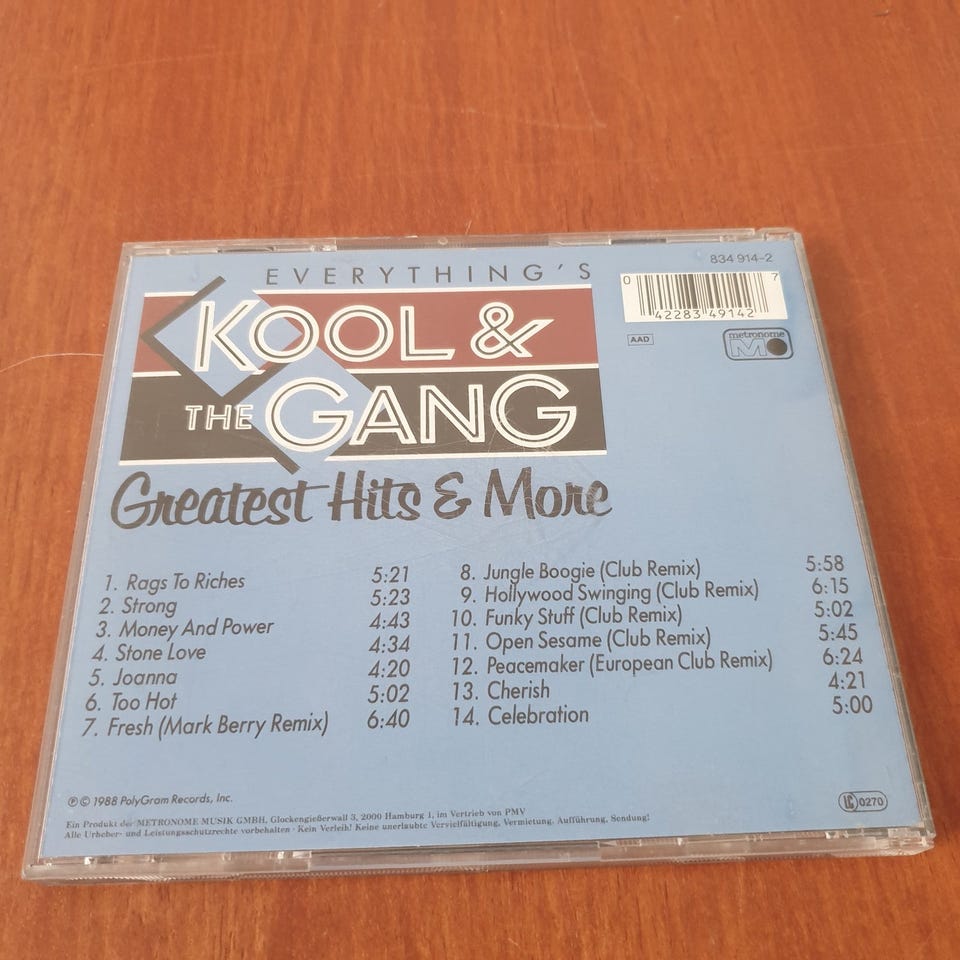 EVERYTHING'S
KOOL &
THE GANG
Greatest Hits & More
834 914-2
0 42283 49142 7
AAD
metronome
M
1. Rags To Riches 5:21
2. Strong 5:23
3. Money And Power 4:43
4. Stone Love 4:34
5. Joanna 4:20
6. Too Hot 5:02
7. Fresh (Mark Berry Remix) 6:40
8. Jungle Boogie (Club Remix) 5:58
9. Hollywood Swinging (Club Remix) 6:15
10. Funky Stuff (Club Remix) 5:02
11. Open Sesame (Club Remix) 5:45
12. Peacemaker (European Club Remix) 6:24
13. Cherish 4:21
14. Celebration 5:00
℗ © 1988 PolyGram Records, Inc.
LC 0270
Ein Produkt der METRONOME MUSIK GMBH, Glockengießerwall 3, 2000 Hamburg 1, im Vertrieb von PMV
Alle Urheber- und Leistungsschutzrechte vorbehalten · Kein Verleih! Keine unerlaubte Vervielfältigung, Vermietung, Aufführung, Sendung!